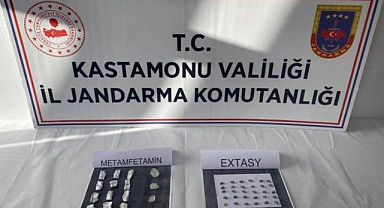 T.C.
KASTAMONU VALİLİĞİ
İL JANDARMA KOMUTANLIĞI
METAMFETAMİN
EXTASY